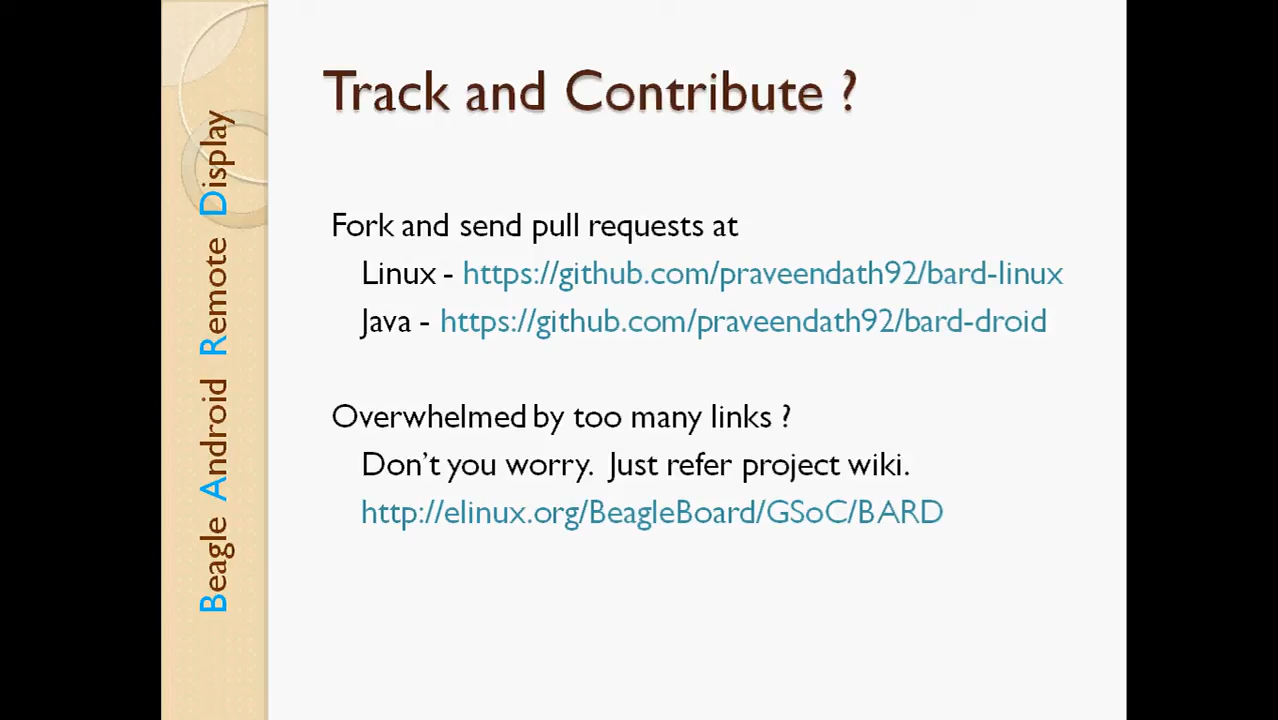 Beagle Android Remote Display
Track and Contribute ?
Fork and send pull requests at
Linux - https://github.com/praveendath92/bard-linux
Java - https://github.com/praveendath92/bard-droid
Overwhelmed by too many links ?
Don't you worry. Just refer project wiki.
http://elinux.org/BeagleBoard/GSoC/BARD